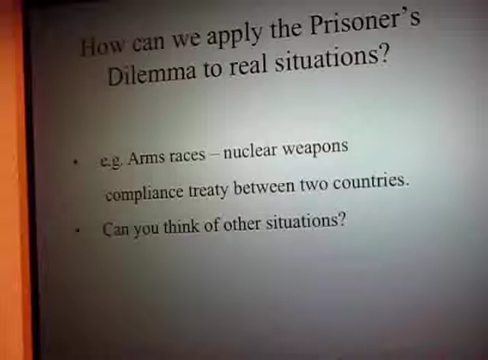 How can we apply the Prisoner's
Dilemma to real situations?
• e.g. Arms races – nuclear weapons
compliance treaty between two countries.
• Can you think of other situations?